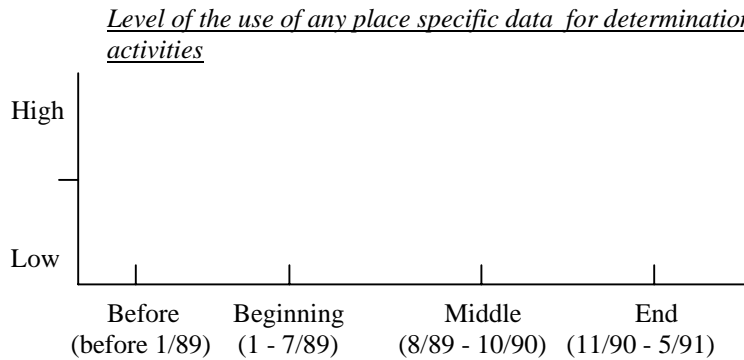 Level of the use of any place specific data for determination
activities
High
Low
Before Beginning Middle End
(before 1/89) (1 - 7/89) (8/89 - 10/90) (11/90 - 5/91)